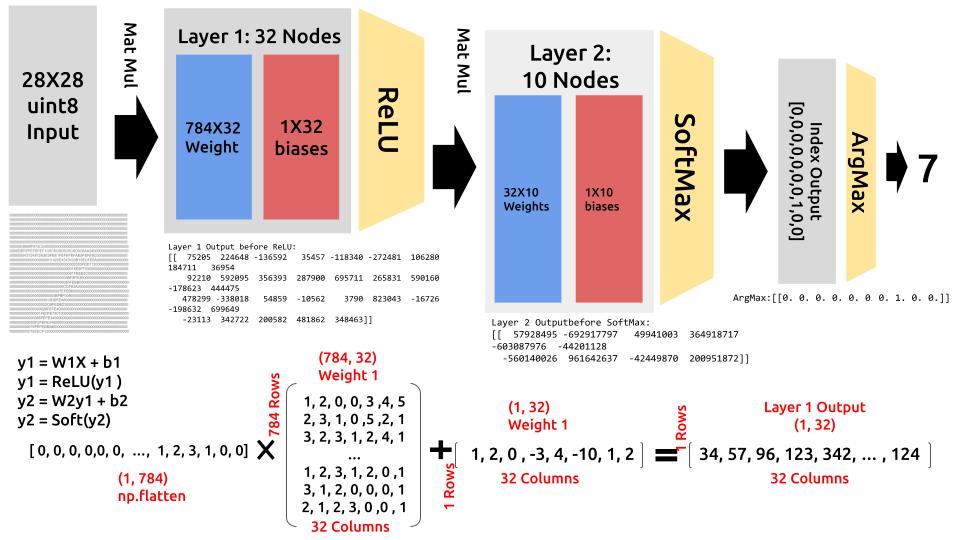 28X28
uint8
Input
Mat Mul
Layer 1: 32 Nodes
784X32
Weight
1X32
biases
ReLU
Mat Mul
Layer 2:
10 Nodes
32X10
Weights
1X10
biases
SoftMax
[0,0,0,0,0,0,1,0,0]
Index Output
ArgMax
7
Layer 1 Output before ReLU:
[[ 75205 224648 -136592 35457 -118340 -272481 106280
184711 36954
92210 592095 356393 287900 695711 265831 590160
-178623 444475
478299 -338018 54859 -10562 3790 823043 -16726
-198632 699649
-23113 342722 200582 481862 348463]]
Layer 2 Outputbefore SoftMax:
[[ 57928495 -692917797 49941003 364918717
-603087976 -44201128
-560140026 961642637 -42449870 200951872]]
ArgMax:[[0. 0. 0. 0. 0. 0. 0. 1. 0. 0.]]
y1 = W1X + b1
y1 = ReLU(y1 )
y2 = W2y1 + b2
y2 = Soft(y2)
[ 0, 0, 0, 0, 0, 0, ..., 1, 2, 3, 1, 0, 0]
(1, 784)
np.flatten
×
(784, 32)
Weight 1
784 Rows
1, 2, 0, 0, 3 ,4, 5
2, 3, 1, 0 ,5 ,2, 1
3, 2, 3, 1, 2, 4, 1
...
1, 2, 3, 1, 2, 0 ,1
3, 1, 2, 0, 0, 0, 1
2, 1, 2, 3, 0 ,0 , 1
32 Columns
+
(1, 32)
Weight 1
1 Rows
[ 1, 2, 0 , -3, 4, -10, 1, 2 ]
32 Columns
=
Layer 1 Output
(1, 32)
1 Rows
[ 34, 57, 96, 123, 342, ... , 124 ]
32 Columns